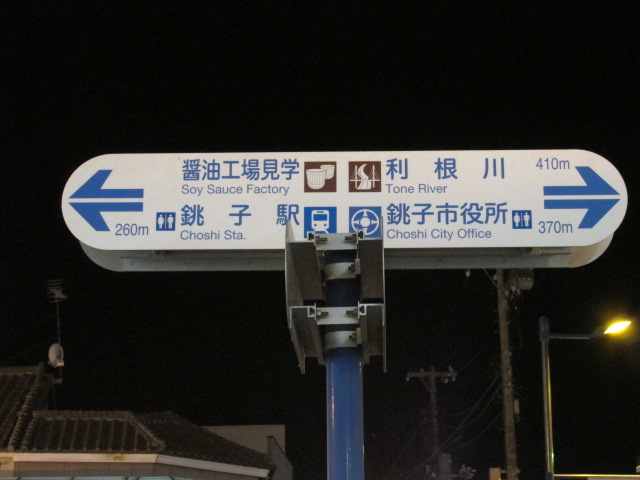 醤油工場見学
Soy Sauce Factory
260m
銚子駅
Choshi Sta.
利根川
Tone River
410m
銚子市役所
Choshi City Office
370m